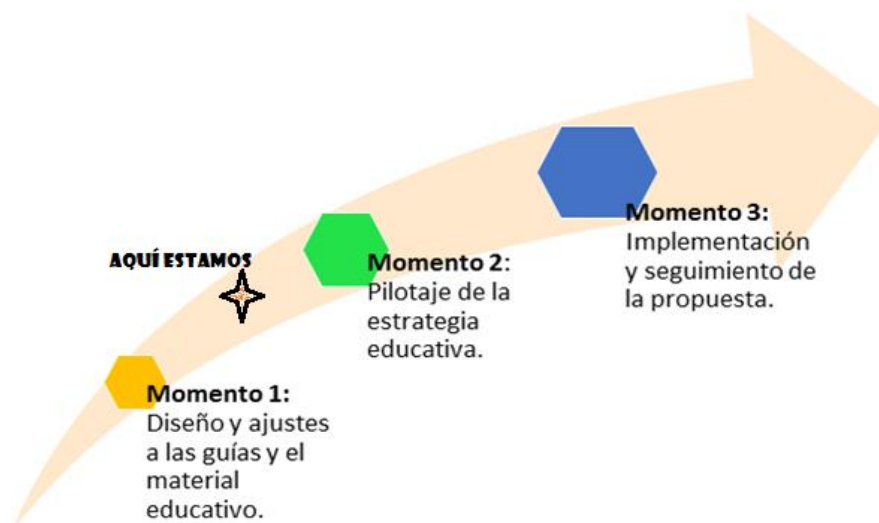 AQUÍ ESTAMOS
Momento 1:
Diseño y ajustes
a las guías y el
material
educativo.
Momento 2:
Pilotaje de la
estrategia
educativa.
Momento 3:
Implementación
y seguimiento de
la propuesta.